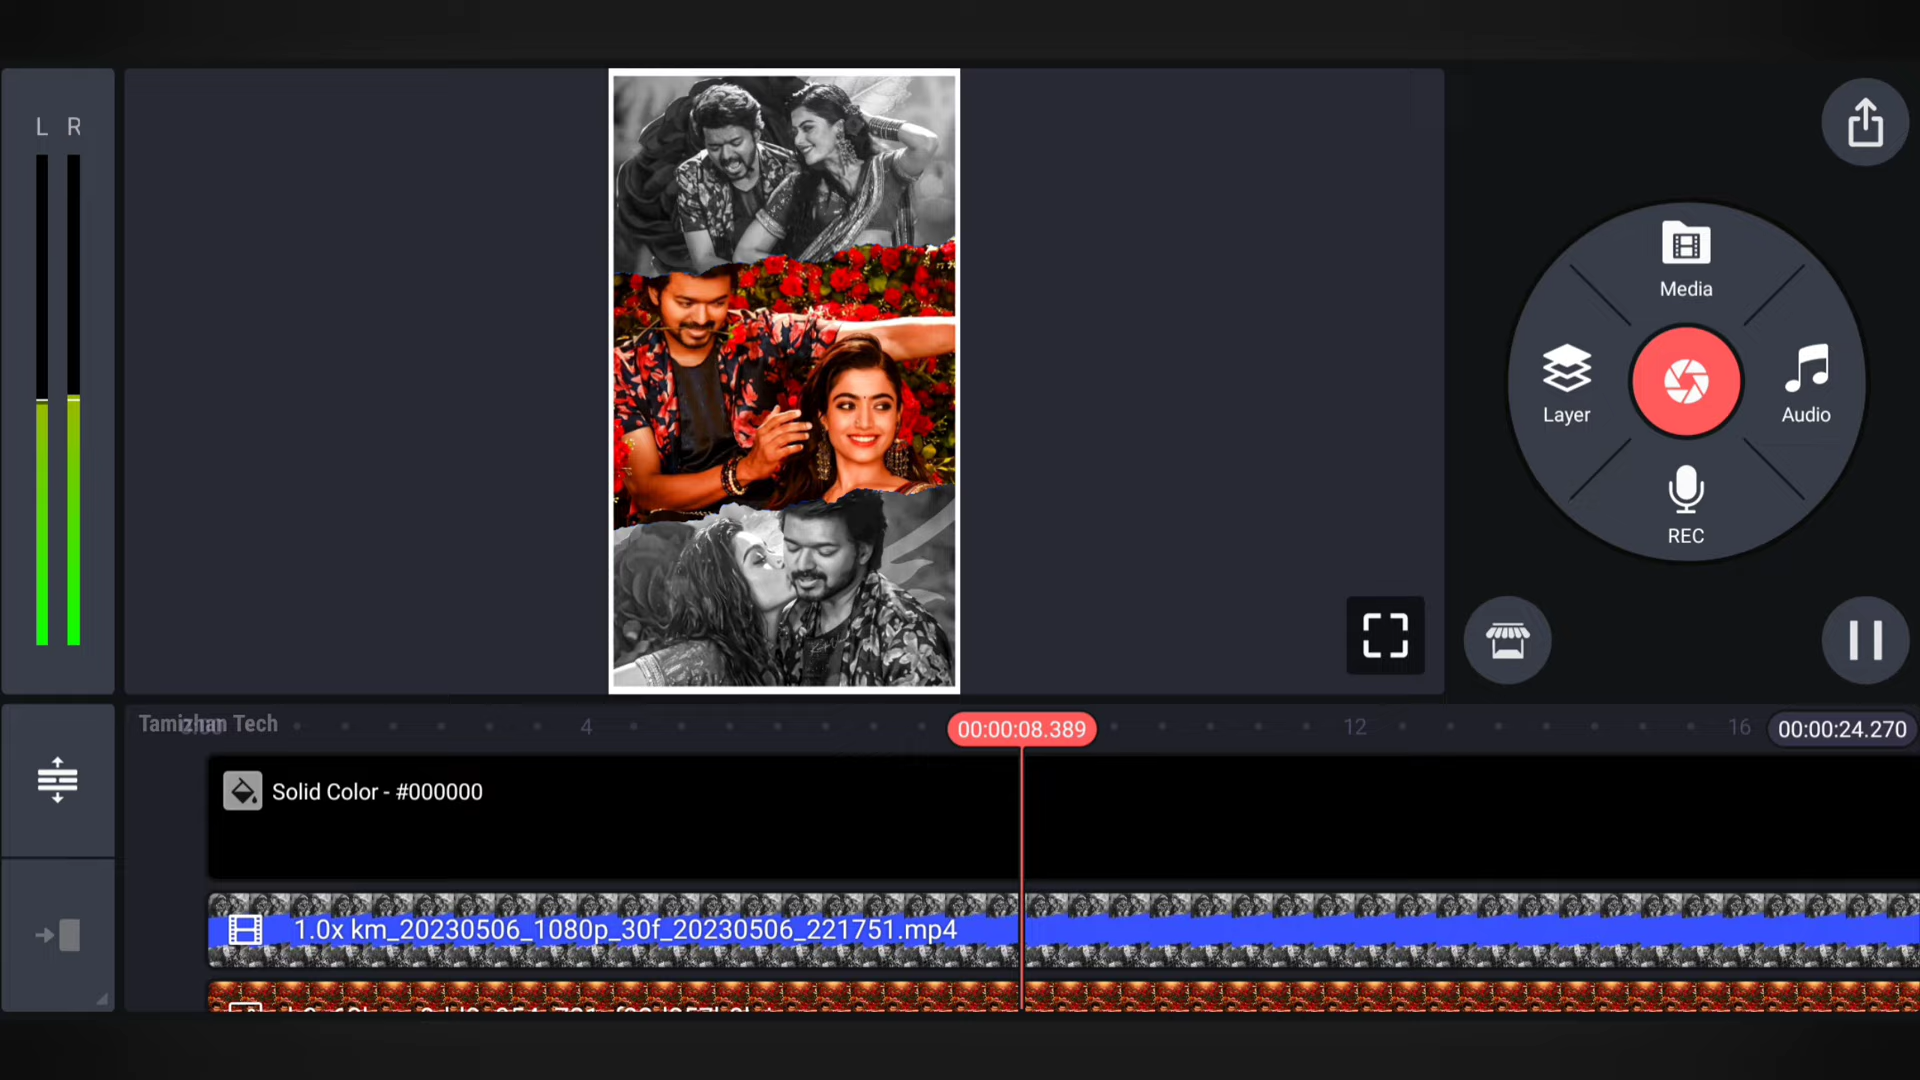 L R
Media
Layer
Audio
REC
Tamizhan Tech
4
00:00:08.389
12
16
00:00:24.270
Solid Color - #000000
1.0x km_20230506_1080p_30f_20230506_221751.mp4